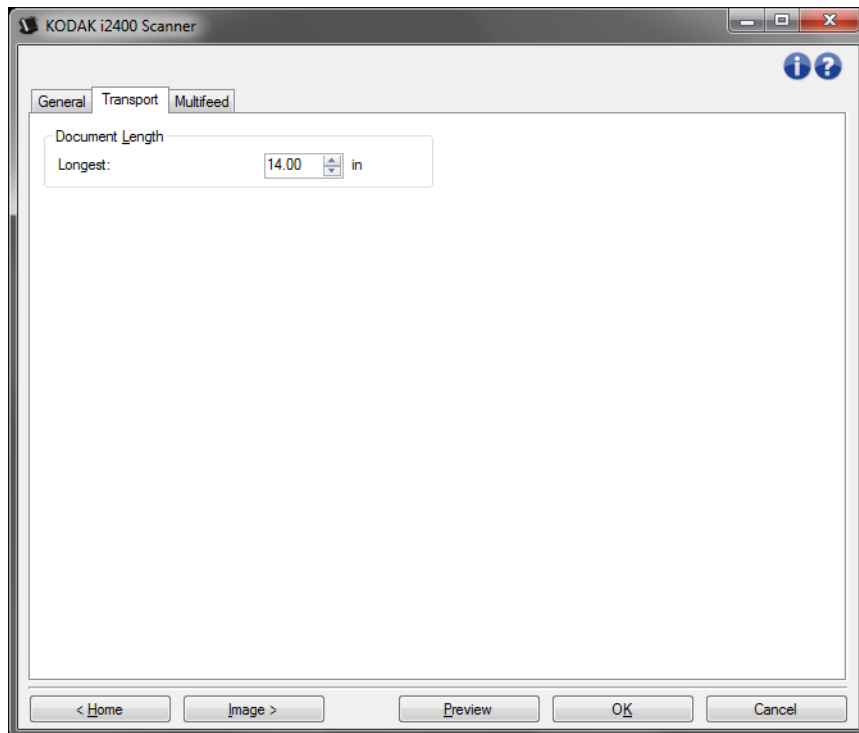 KODAK i2400 Scanner
General Transport Multifeed
Document Length
Longest: 14.00 in
< Home Image > Preview OK Cancel